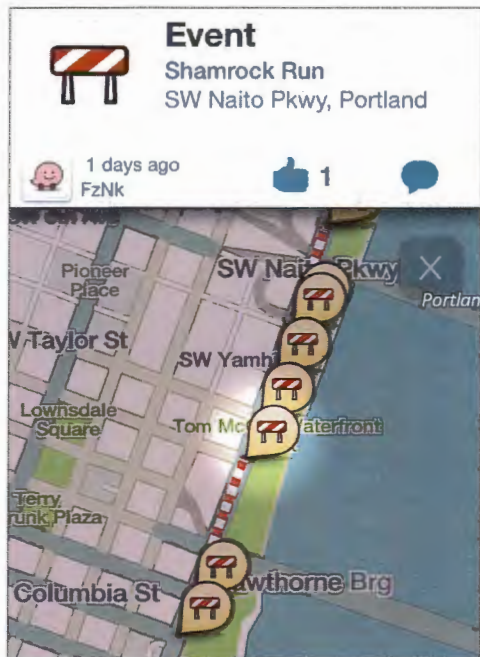 Event
Shamrock Run
SW Naito Pkwy, Portland
1 days ago
1
FzNk
SW Naito Pkwy
Pioneer
Place
Portlan
W Taylor St
SW Yamh
Lownsdale
Square
Tom Mc
aterfront
Terry
runk Plaza
Columbia St
awthorne Brg